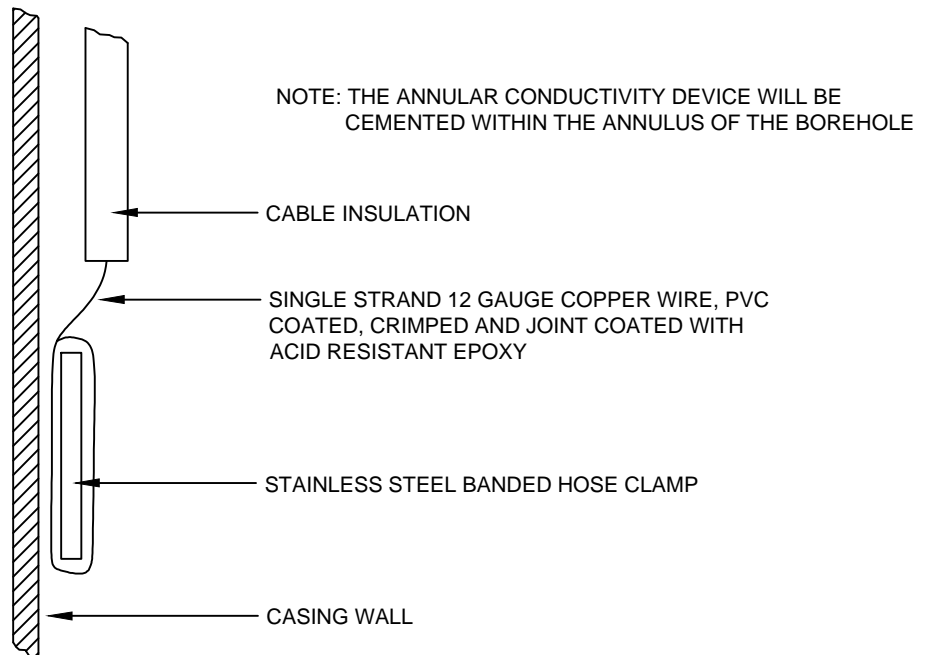 NOTE: THE ANNULAR CONDUCTIVITY DEVICE WILL BE
CEMENTED WITHIN THE ANNULUS OF THE BOREHOLE
CABLE INSULATION
SINGLE STRAND 12 GAUGE COPPER WIRE, PVC
COATED, CRIMPED AND JOINT COATED WITH
ACID RESISTANT EPOXY
STAINLESS STEEL BANDED HOSE CLAMP
CASING WALL